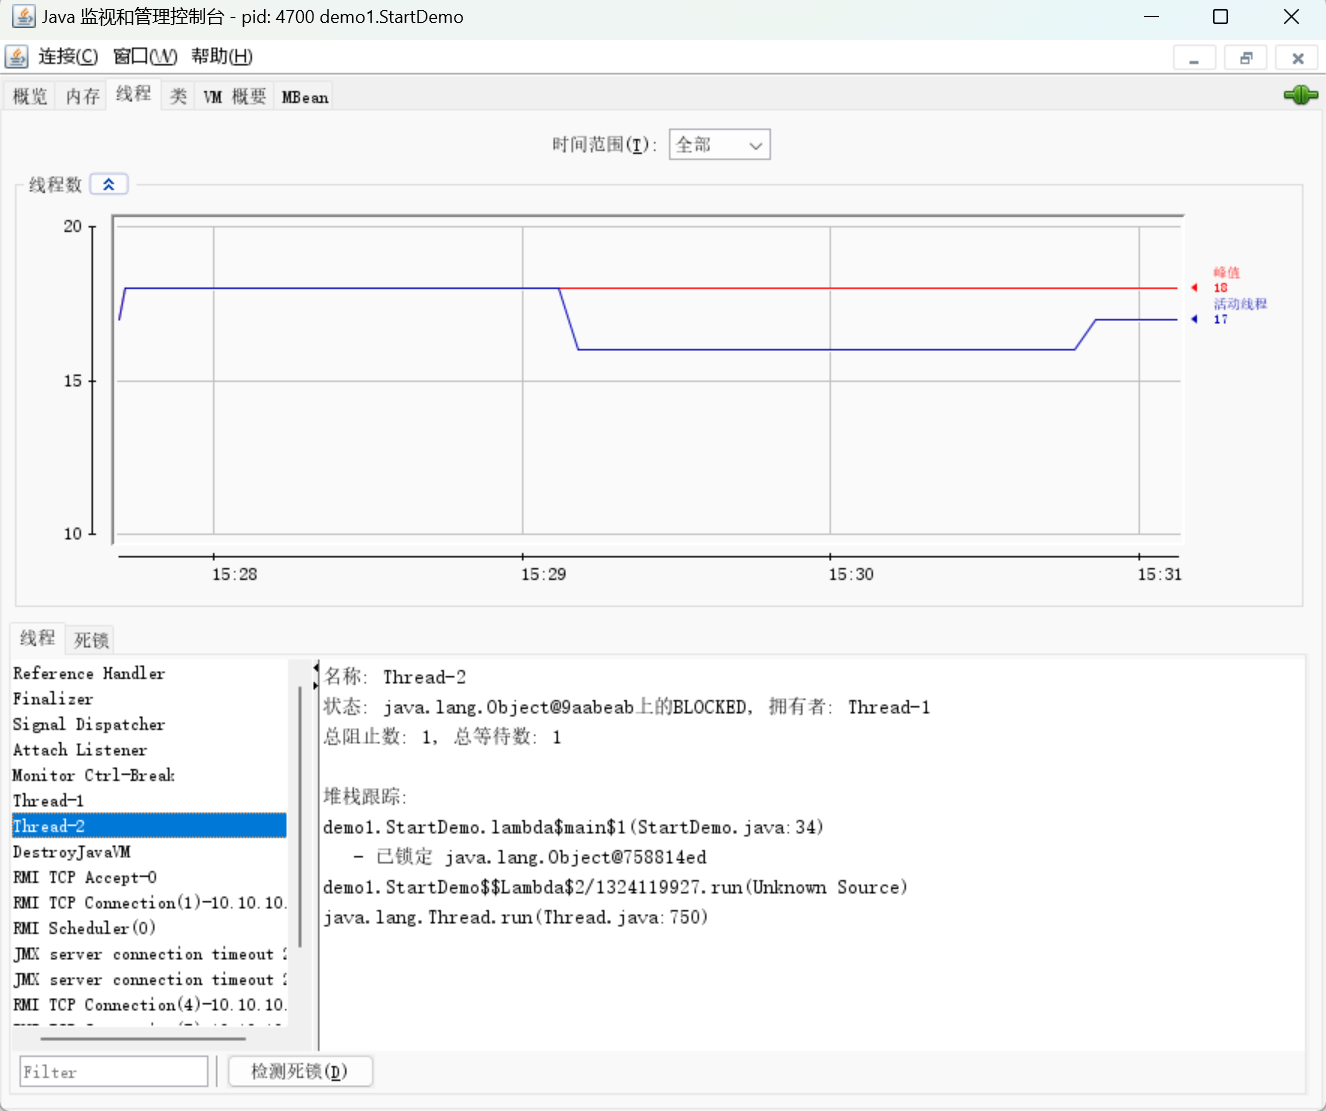 Java 监视和管理控制台 - pid: 4700 demo1.StartDemo
连接(C) 窗口(W) 帮助(H)
概览 内存 线程 类 VM 概要 MBean
时间范围(T): 全部
线程数
20
15
10
峰值
18
活动线程
17
15:28 15:29 15:30 15:31
线程 死锁
Reference Handler
Finalizer
Signal Dispatcher
Attach Listener
Monitor Ctrl-Break
Thread-1
Thread-2
DestroyJavaVM
RMI TCP Accept-0
RMI TCP Connection(1)-10.10.10.
RMI Scheduler(0)
JMX server connection timeout
JMX server connection timeout
RMI TCP Connection(4)-10.10.10.
名称: Thread-2
状态: java.lang.Object@9aabeab上的BLOCKED, 拥有者: Thread-1
总阻止数: 1, 总等待数: 1
堆栈跟踪:
demo1.StartDemo.lambda$main$1(StartDemo.java:34)
- 已锁定 java.lang.Object@758814ed
demo1.StartDemo$$Lambda$2/1324119927.run(Unknown Source)
java.lang.Thread.run(Thread.java:750)
Filter
检测死锁(D)